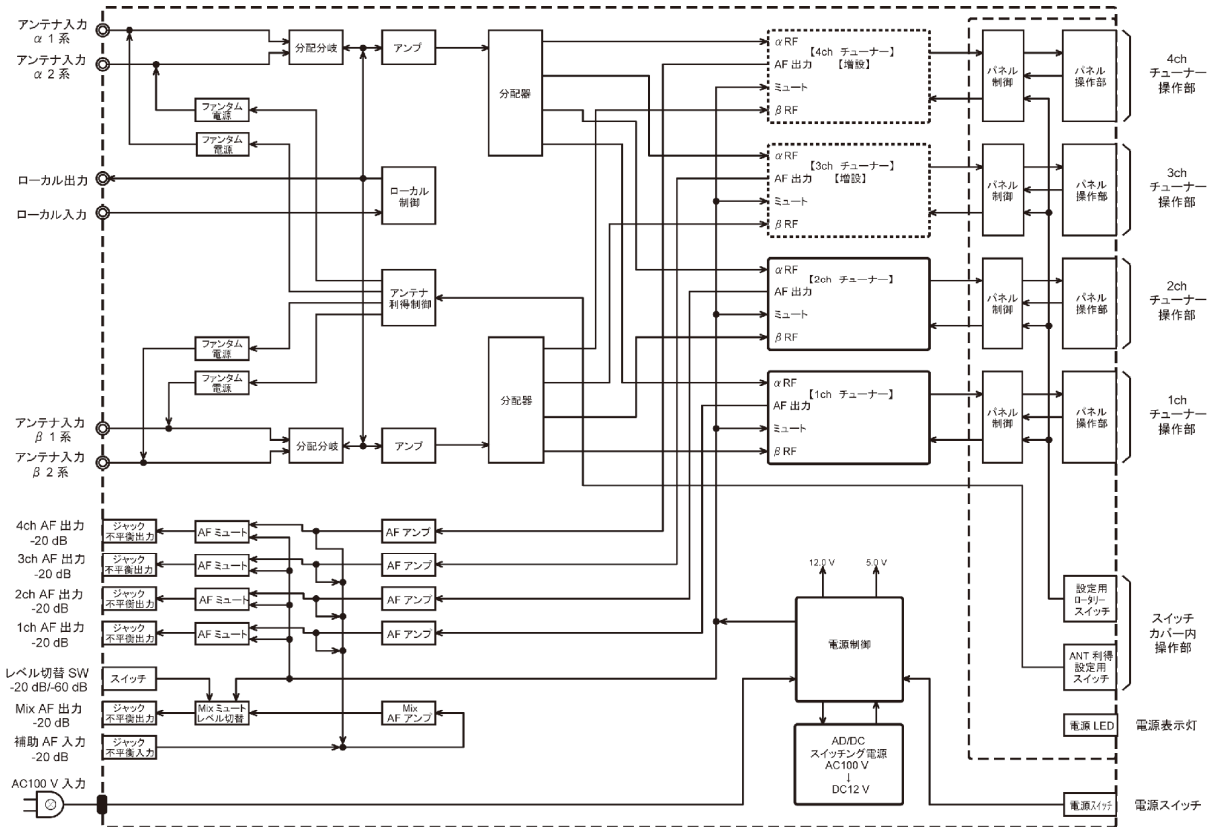 アンテナ入力
α 1 系
アンテナ入力
α 2 系
分配分岐
アンプ
分配器
ファンタム
電源
ファンタム
電源
ローカル出力
ローカル入力
ローカル
制御
アンテナ
利得制御
ファンタム
電源
ファンタム
電源
アンテナ入力
β 1 系
アンテナ入力
β 2 系
分配分岐
アンプ
分配器
α RF
【4ch チューナー】
【増設】
AF 出力
ミュート
β RF
パネル
制御
パネル
操作部
4ch
チューナー
操作部
α RF
【3ch チューナー】
【増設】
AF 出力
ミュート
β RF
パネル
制御
パネル
操作部
3ch
チューナー
操作部
α RF
【2ch チューナー】
AF 出力
ミュート
β RF
パネル
制御
パネル
操作部
2ch
チューナー
操作部
α RF
【1ch チューナー】
AF 出力
ミュート
β RF
パネル
制御
パネル
操作部
1ch
チューナー
操作部
4ch AF 出力
-20 dB
ジャック
不平衡出力
AF ミュート
AF アンプ
3ch AF 出力
-20 dB
ジャック
不平衡出力
AF ミュート
AF アンプ
2ch AF 出力
-20 dB
ジャック
不平衡出力
AF ミュート
AF アンプ
1ch AF 出力
-20 dB
ジャック
不平衡出力
AF ミュート
AF アンプ
レベル切替 SW
-20 dB/-60 dB
スイッチ
Mix AF 出力
-20 dB
ジャック
不平衡出力
Mix ミュート
レベル切替
Mix
AF アンプ
補助 AF 入力
-20 dB
ジャック
不平衡入力
AC100 V 入力
12.0 V
5.0 V
電源制御
AD/DC
スイッチング電源
AC100 V
↓
DC12 V
設定用
ロータリー
スイッチ
ANT 利得
設定用
スイッチ
スイッチ
カバー内
操作部
電源 LED
電源表示灯
電源スイッチ
電源スイッチ